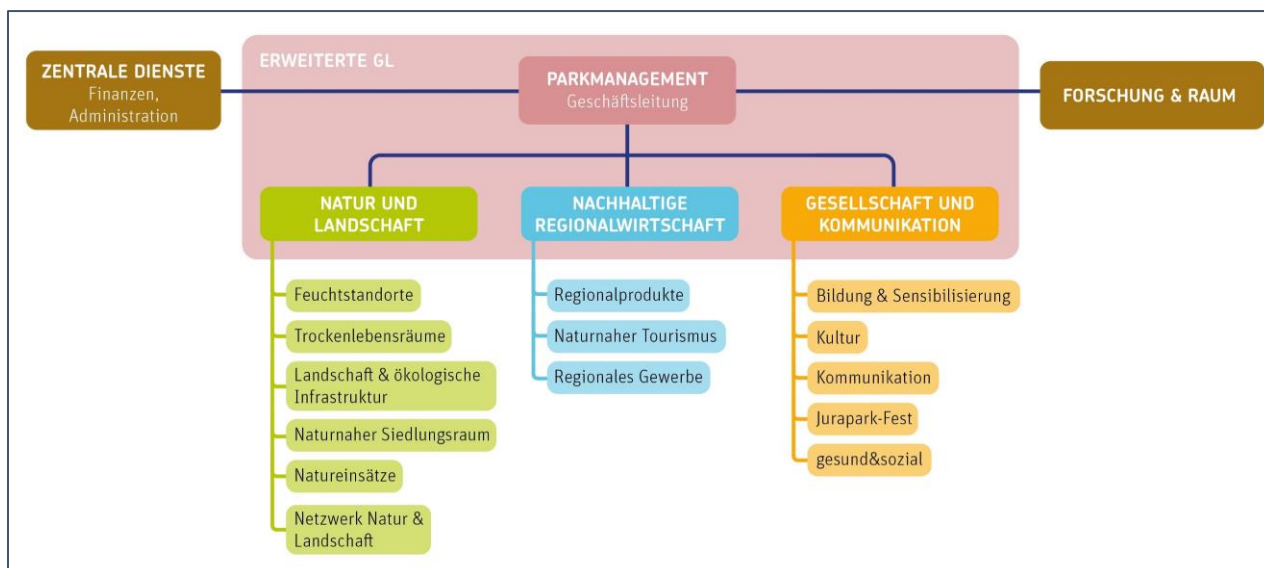 ZENTRALE DIENSTE
Finanzen,
Administration
ERWEITERTE GL
PARKMANAGEMENT
Geschäftsleitung
FORSCHUNG & RAUM
NATUR UND
LANDSCHAFT
Feuchtstandorte
Trockenlebensräume
Landschaft & ökologische
Infrastruktur
Naturnaher Siedlungsraum
Natureinsätze
Netzwerk Natur &
Landschaft
NACHHALTIGE
REGIONALWIRTSCHAFT
Regionalprodukte
Naturnaher Tourismus
Regionales Gewerbe
GESELLSCHAFT UND
KOMMUNIKATION
Bildung & Sensibilisierung
Kultur
Kommunikation
Jurapark-Fest
gesund&sozial